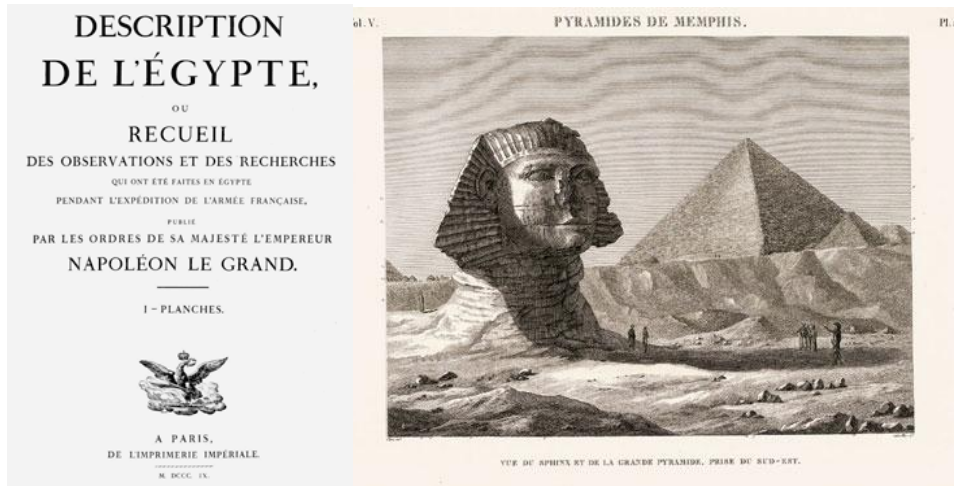 DESCRIPTION
DE L'ÉGYPTE,
OU
RECUEIL
DES OBSERVATIONS ET DES RECHERCHES
QUI ONT ÉTÉ FAITES EN ÉGYPTE
PENDANT L'EXPÉDITION DE L'ARMÉE FRANÇAISE,
PUBLIÉ
PAR LES ORDRES DE SA MAJESTÉ L'EMPEREUR
NAPOLÉON LE GRAND.
I – PLANCHES.
A PARIS,
DE L'IMPRIMERIE IMPÉRIALE.
M. DCCC. IX.
V.
PYRAMIDES DE MEMPHIS.
Pl.
VUE DU SPHINX ET DE LA GRANDE PYRAMIDE, PRISE DU SUD-EST.